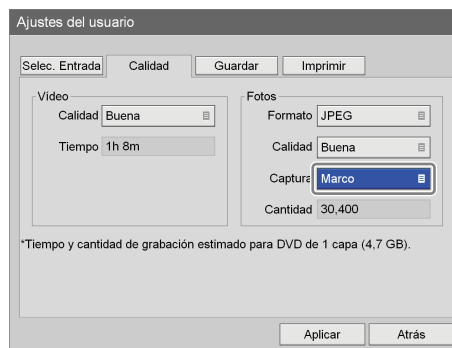 Ajustes del usuario
Selec. Entrada
Calidad
Guardar
Imprimir
Vídeo
Calidad Buena
Tiempo 1h 8m
Fotos
Formato JPEG
Calidad Buena
Captura Marco
Cantidad 30,400
*Tiempo y cantidad de grabación estimado para DVD de 1 capa (4,7 GB).
Aplicar
Atrás